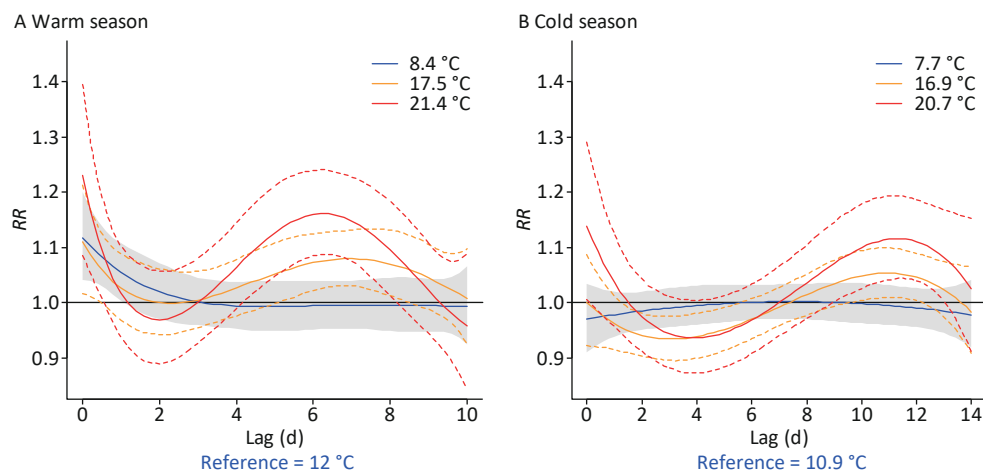 A Warm season
RR
1.4
1.3
1.2
1.1
1.0
0.9
8.4 °C
17.5 °C
21.4 °C
0 2 4 6 8 10
Lag (d)
Reference = 12 °C
B Cold season
RR
1.4
1.3
1.2
1.1
1.0
0.9
7.7 °C
16.9 °C
20.7 °C
0 2 4 6 8 10 12 14
Lag (d)
Reference = 10.9 °C